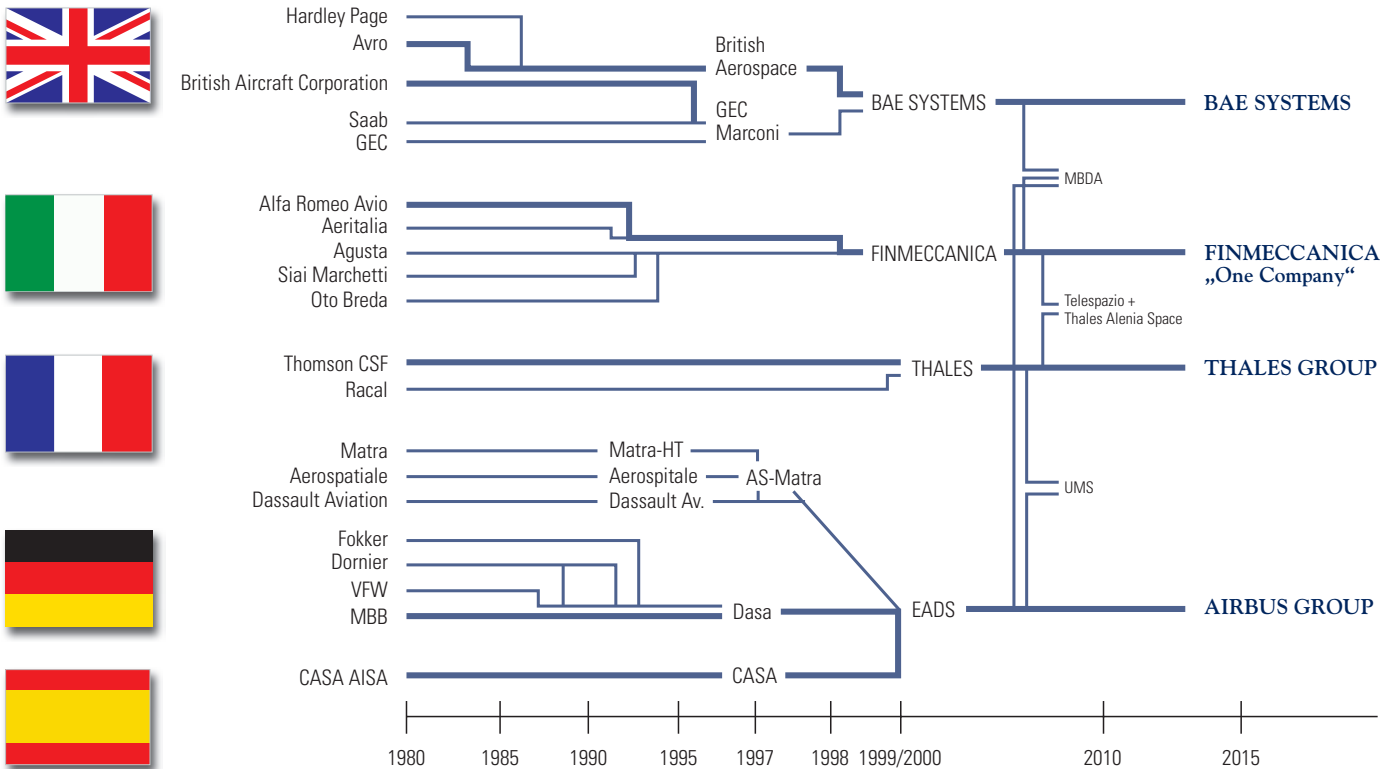 Hardley Page
Avro
British Aircraft Corporation
Saab
GEC
British
Aerospace
GEC
Marconi
BAE SYSTEMS
BAE SYSTEMS
MBDA
Alfa Romeo Avio
Aeritalia
Agusta
Siai Marchetti
Oto Breda
FINMECCANICA
FINMECCANICA
„One Company“
Telespazio +
Thales Alenia Space
Thomson CSF
Racal
THALES
THALES GROUP
Matra
Aerospatiale
Dassault Aviation
Matra-HT
Aerospitale
Dassault Av.
AS-Matra
UMS
Fokker
Dornier
VFW
MBB
Dasa
EADS
AIRBUS GROUP
CASA AISA
CASA
1980
1985
1990
1995
1997
1998
1999/2000
2010
2015